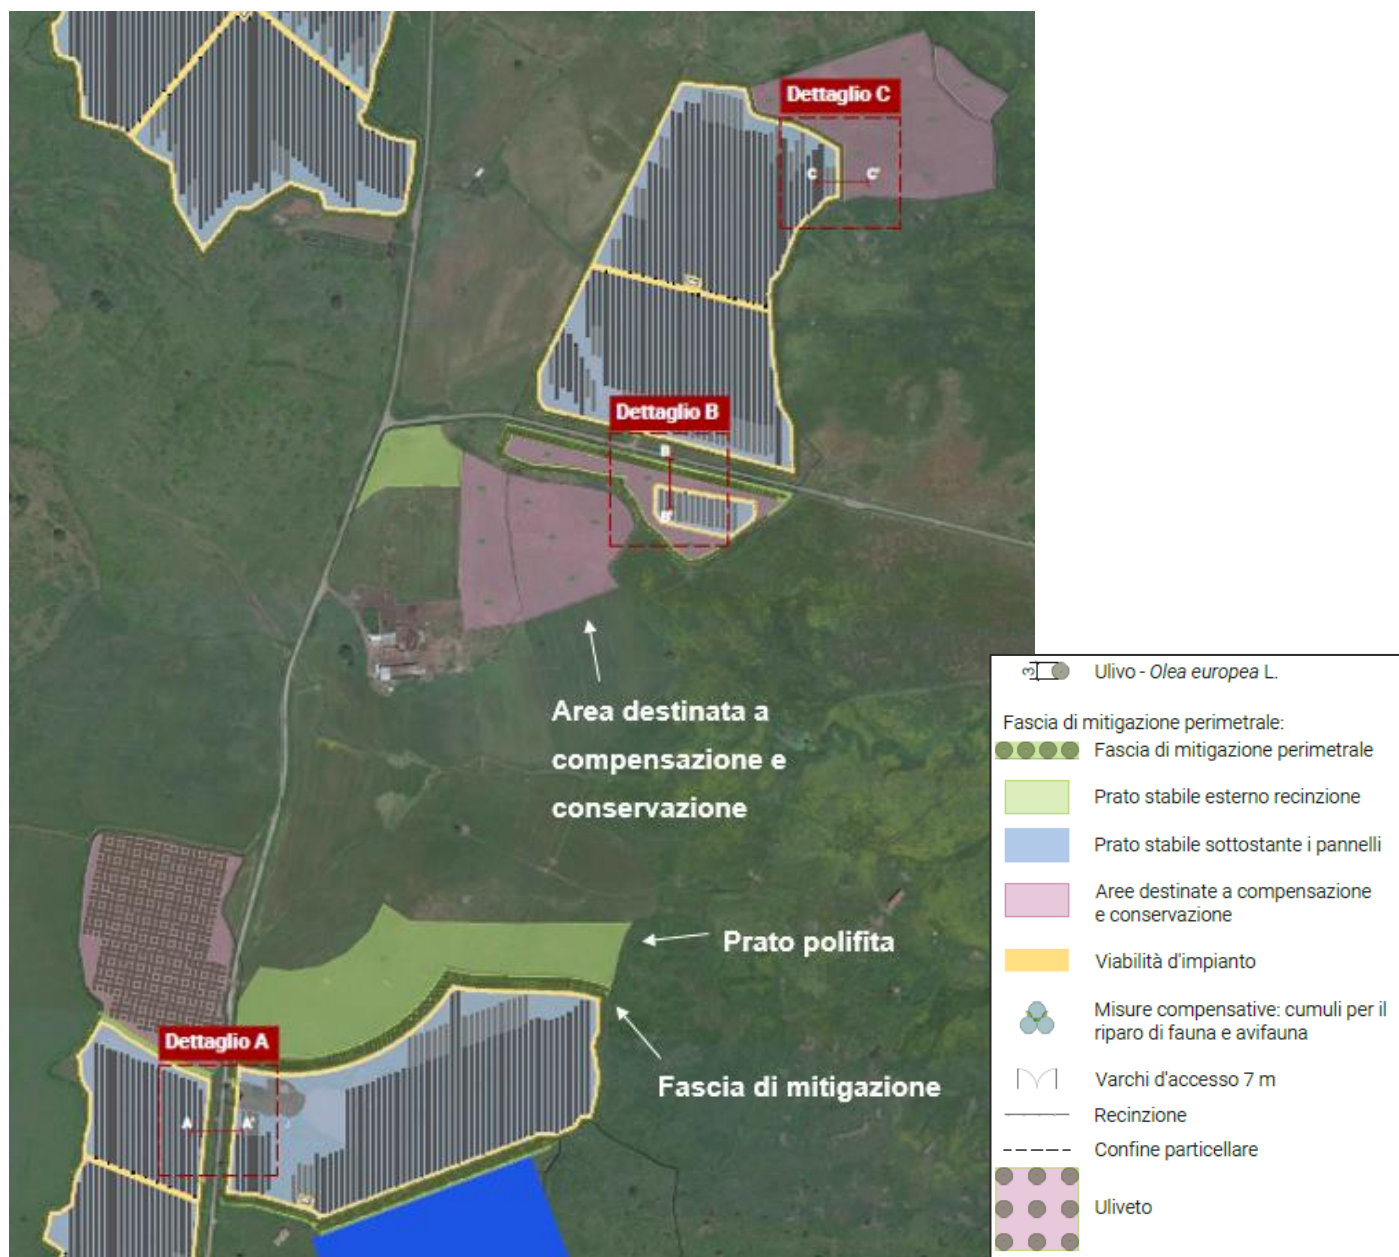 Dettaglio C
C C'
Dettaglio B
B
B'
Area destinata a
compensazione e
conservazione
Prato polifita
Dettaglio A
Fascia di mitigazione
A A'
3 Ulivo - Olea europea L.
Fascia di mitigazione perimetrale:
Fascia di mitigazione perimetrale
Prato stabile esterno recinzione
Prato stabile sottostante i pannelli
Aree destinate a compensazione
e conservazione
Viabilità d'impianto
Misure compensative: cumuli per il
riparo di fauna e avifauna
Varchi d'accesso 7 m
Recinzione
Confine particellare
Uliveto